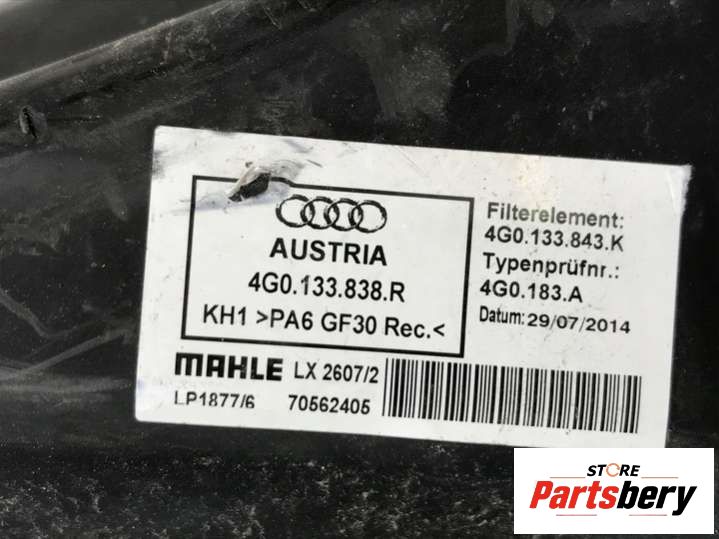 AUSTRIA
4G0.133.838.R
KH1 >PA6 GF30 Rec.<
Filterelement:
4G0.133.843.K
Typenprüfnr.:
4G0.183.A
Datum: 29/07/2014
MAHLE LX 2607/2
LP1877/6 70562405
STORE
Partsbery